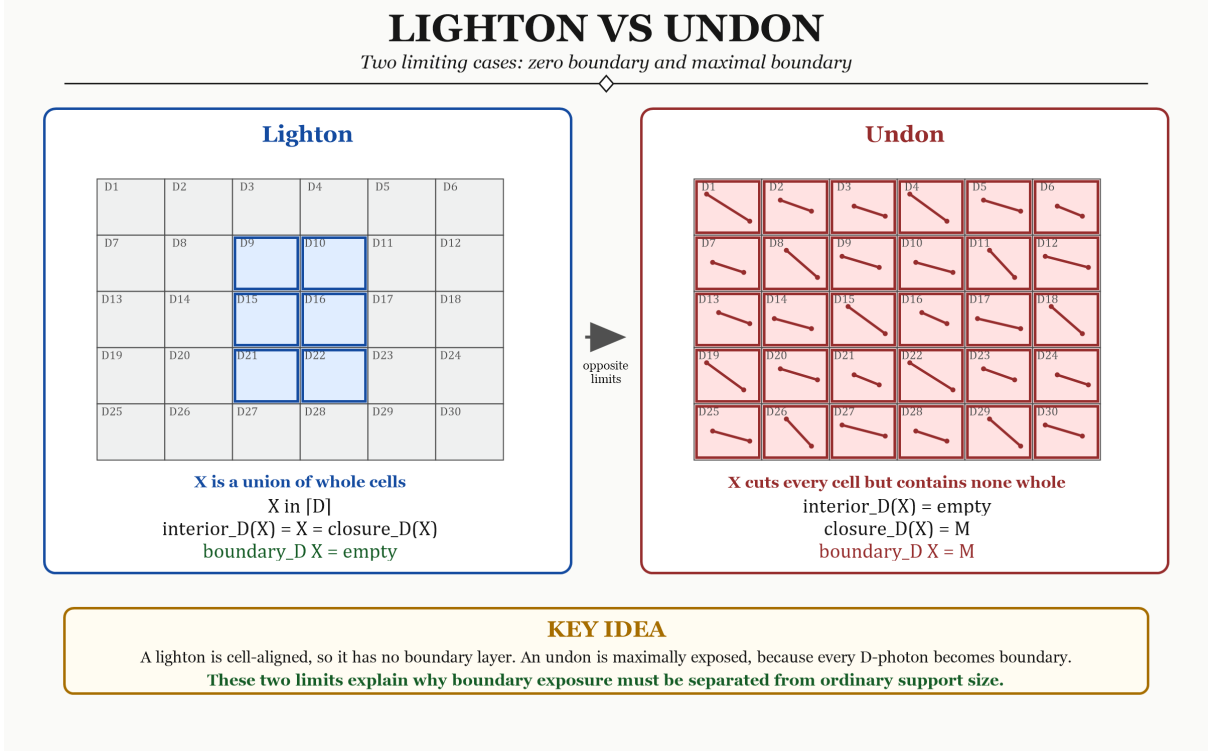 LIGHTON VS UNDON
Two limiting cases: zero boundary and maximal boundary
Lighton
D1 D2 D3 D4 D5 D6
D7 D8 D9 D10 D11 D12
D13 D14 D15 D16 D17 D18
D19 D20 D21 D22 D23 D24
D25 D26 D27 D28 D29 D30
X is a union of whole cells
X in ⌈D⌉
interior_D(X) = X = closure_D(X)
boundary_D X = empty
opposite
limits
Undon
D1 D2 D3 D4 D5 D6
D7 D8 D9 D10 D11 D12
D13 D14 D15 D16 D17 D18
D19 D20 D21 D22 D23 D24
D25 D26 D27 D28 D29 D30
X cuts every cell but contains none whole
interior_D(X) = empty
closure_D(X) = M
boundary_D X = M
KEY IDEA
A lighton is cell-aligned, so it has no boundary layer. An undon is maximally exposed, because every D-photon becomes boundary.
These two limits explain why boundary exposure must be separated from ordinary support size.